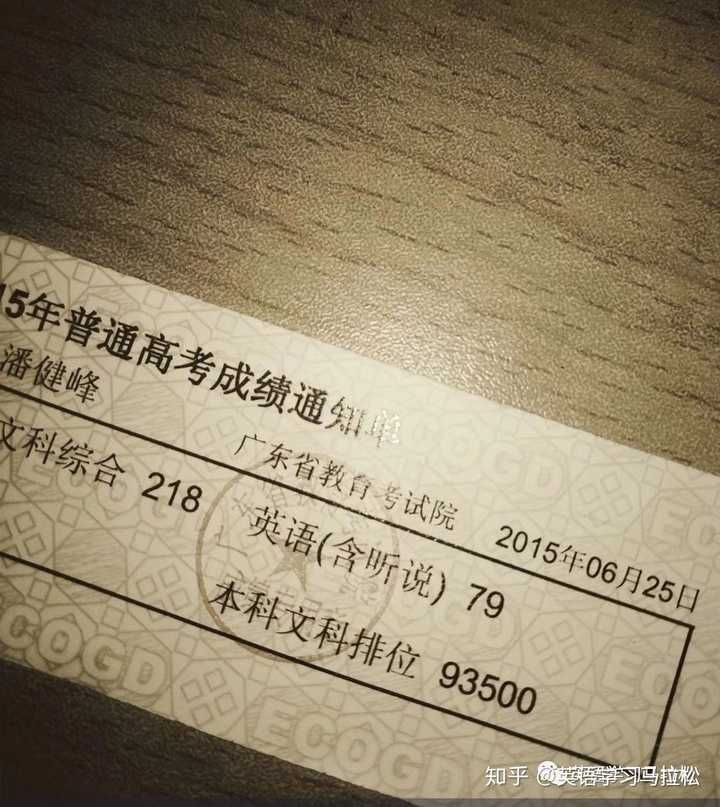 15年普通高考成绩通知单
潘健峰
广东省教育考试院 2015年06月25日
文科综合 218 英语(含听说) 79
本科文科排位 93500
ECOGD
ECOGD
知乎 @英语学习马拉松